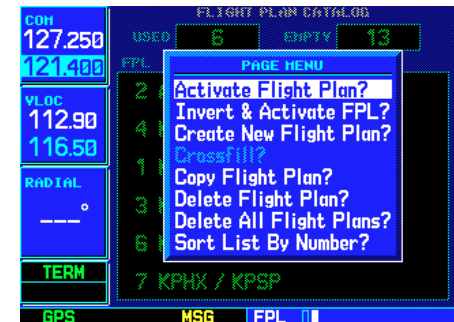 COM
127.250
121.400
VLOC
112.90
116.50
RADIAL
___°
TERM
GPS
FLIGHT PLAN CATALOG
USED 6 EMPTY 13
FPL
PAGE MENU
Activate Flight Plan?
Invert & Activate FPL?
Create New Flight Plan?
Crossfill?
Copy Flight Plan?
Delete Flight Plan?
Delete All Flight Plans?
Sort List By Number?
2
4
1
3
6
7 KPHX / KPSP
MSG
FPL